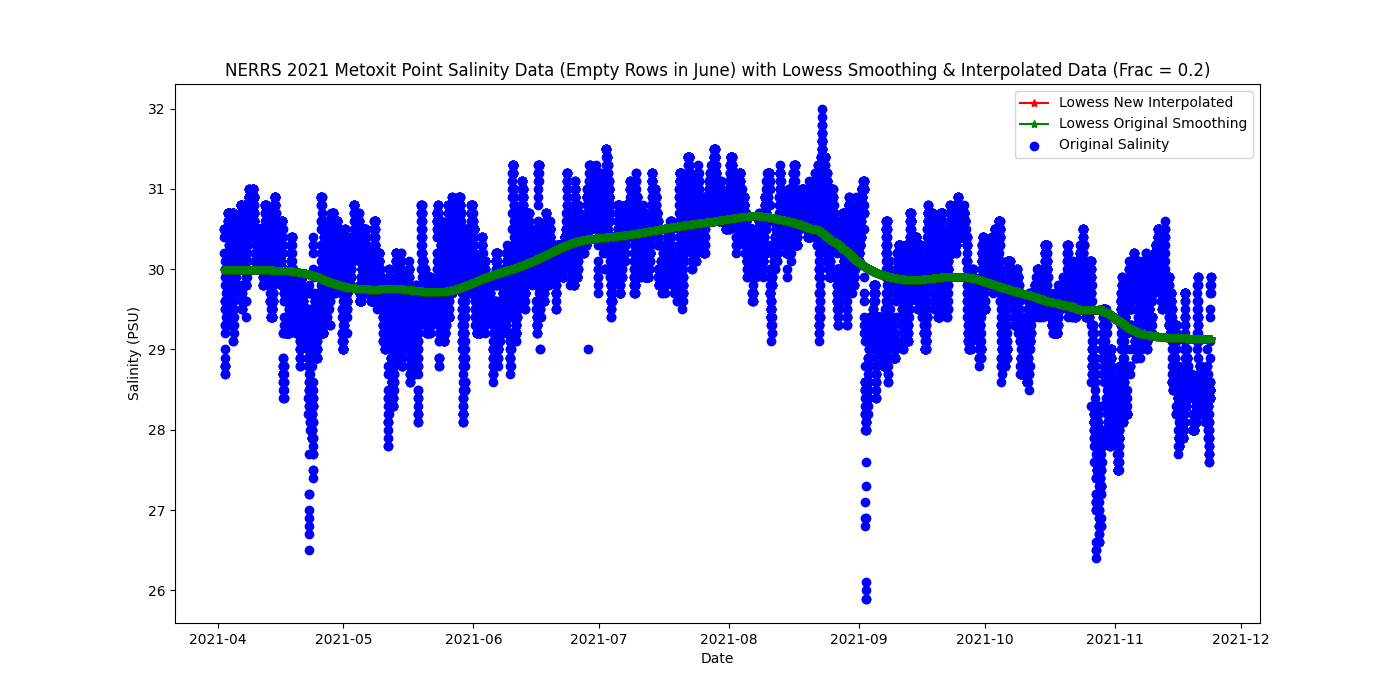 NERRS 2021 Metoxit Point Salinity Data (Empty Rows in June) with Lowess Smoothing & Interpolated Data (Frac = 0.2)
Lowess New Interpolated
Lowess Original Smoothing
Original Salinity
Salinity (PSU)
32
31
30
29
28
27
26
2021-04 2021-05 2021-06 2021-07 2021-08 2021-09 2021-10 2021-11 2021-12
Date